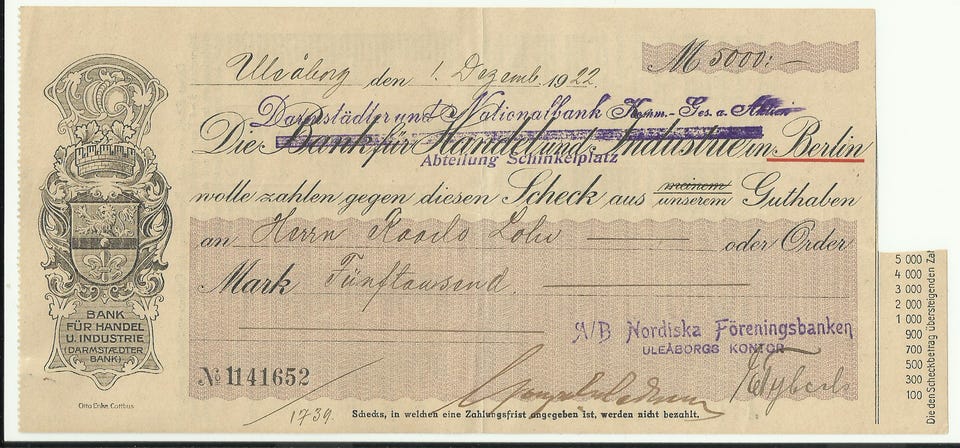 M 5000:—
Uleåborg den 1. Dezemb. 1922
Darmstädter und Nationalbank Komm.-Ges. a. Aktien
Die Bank für Handel und Industrie in Berlin
Abteilung Schinkelplatz
wolle zahlen gegen diesen Scheck aus meinem Guthaben
unserem
an Herrn Kaarlo oder Order
Mark Fünftausend
A/B Nordiska Föreningsbanken
ULEÅBORGS KONTOR
BANK
FÜR HANDEL
U. INDUSTRIE
(DARMSTÆDTER
BANK)
№ 1141652
Otto Enke, Cottbus
1739.
Schecks, in welchen eine Zahlungsfrist angegeben ist, werden nicht bezahlt.
5 000
4 000
3 000
2 000
1 000
900
700
500
300
100
Die den Scheckbetrag übersteigenden